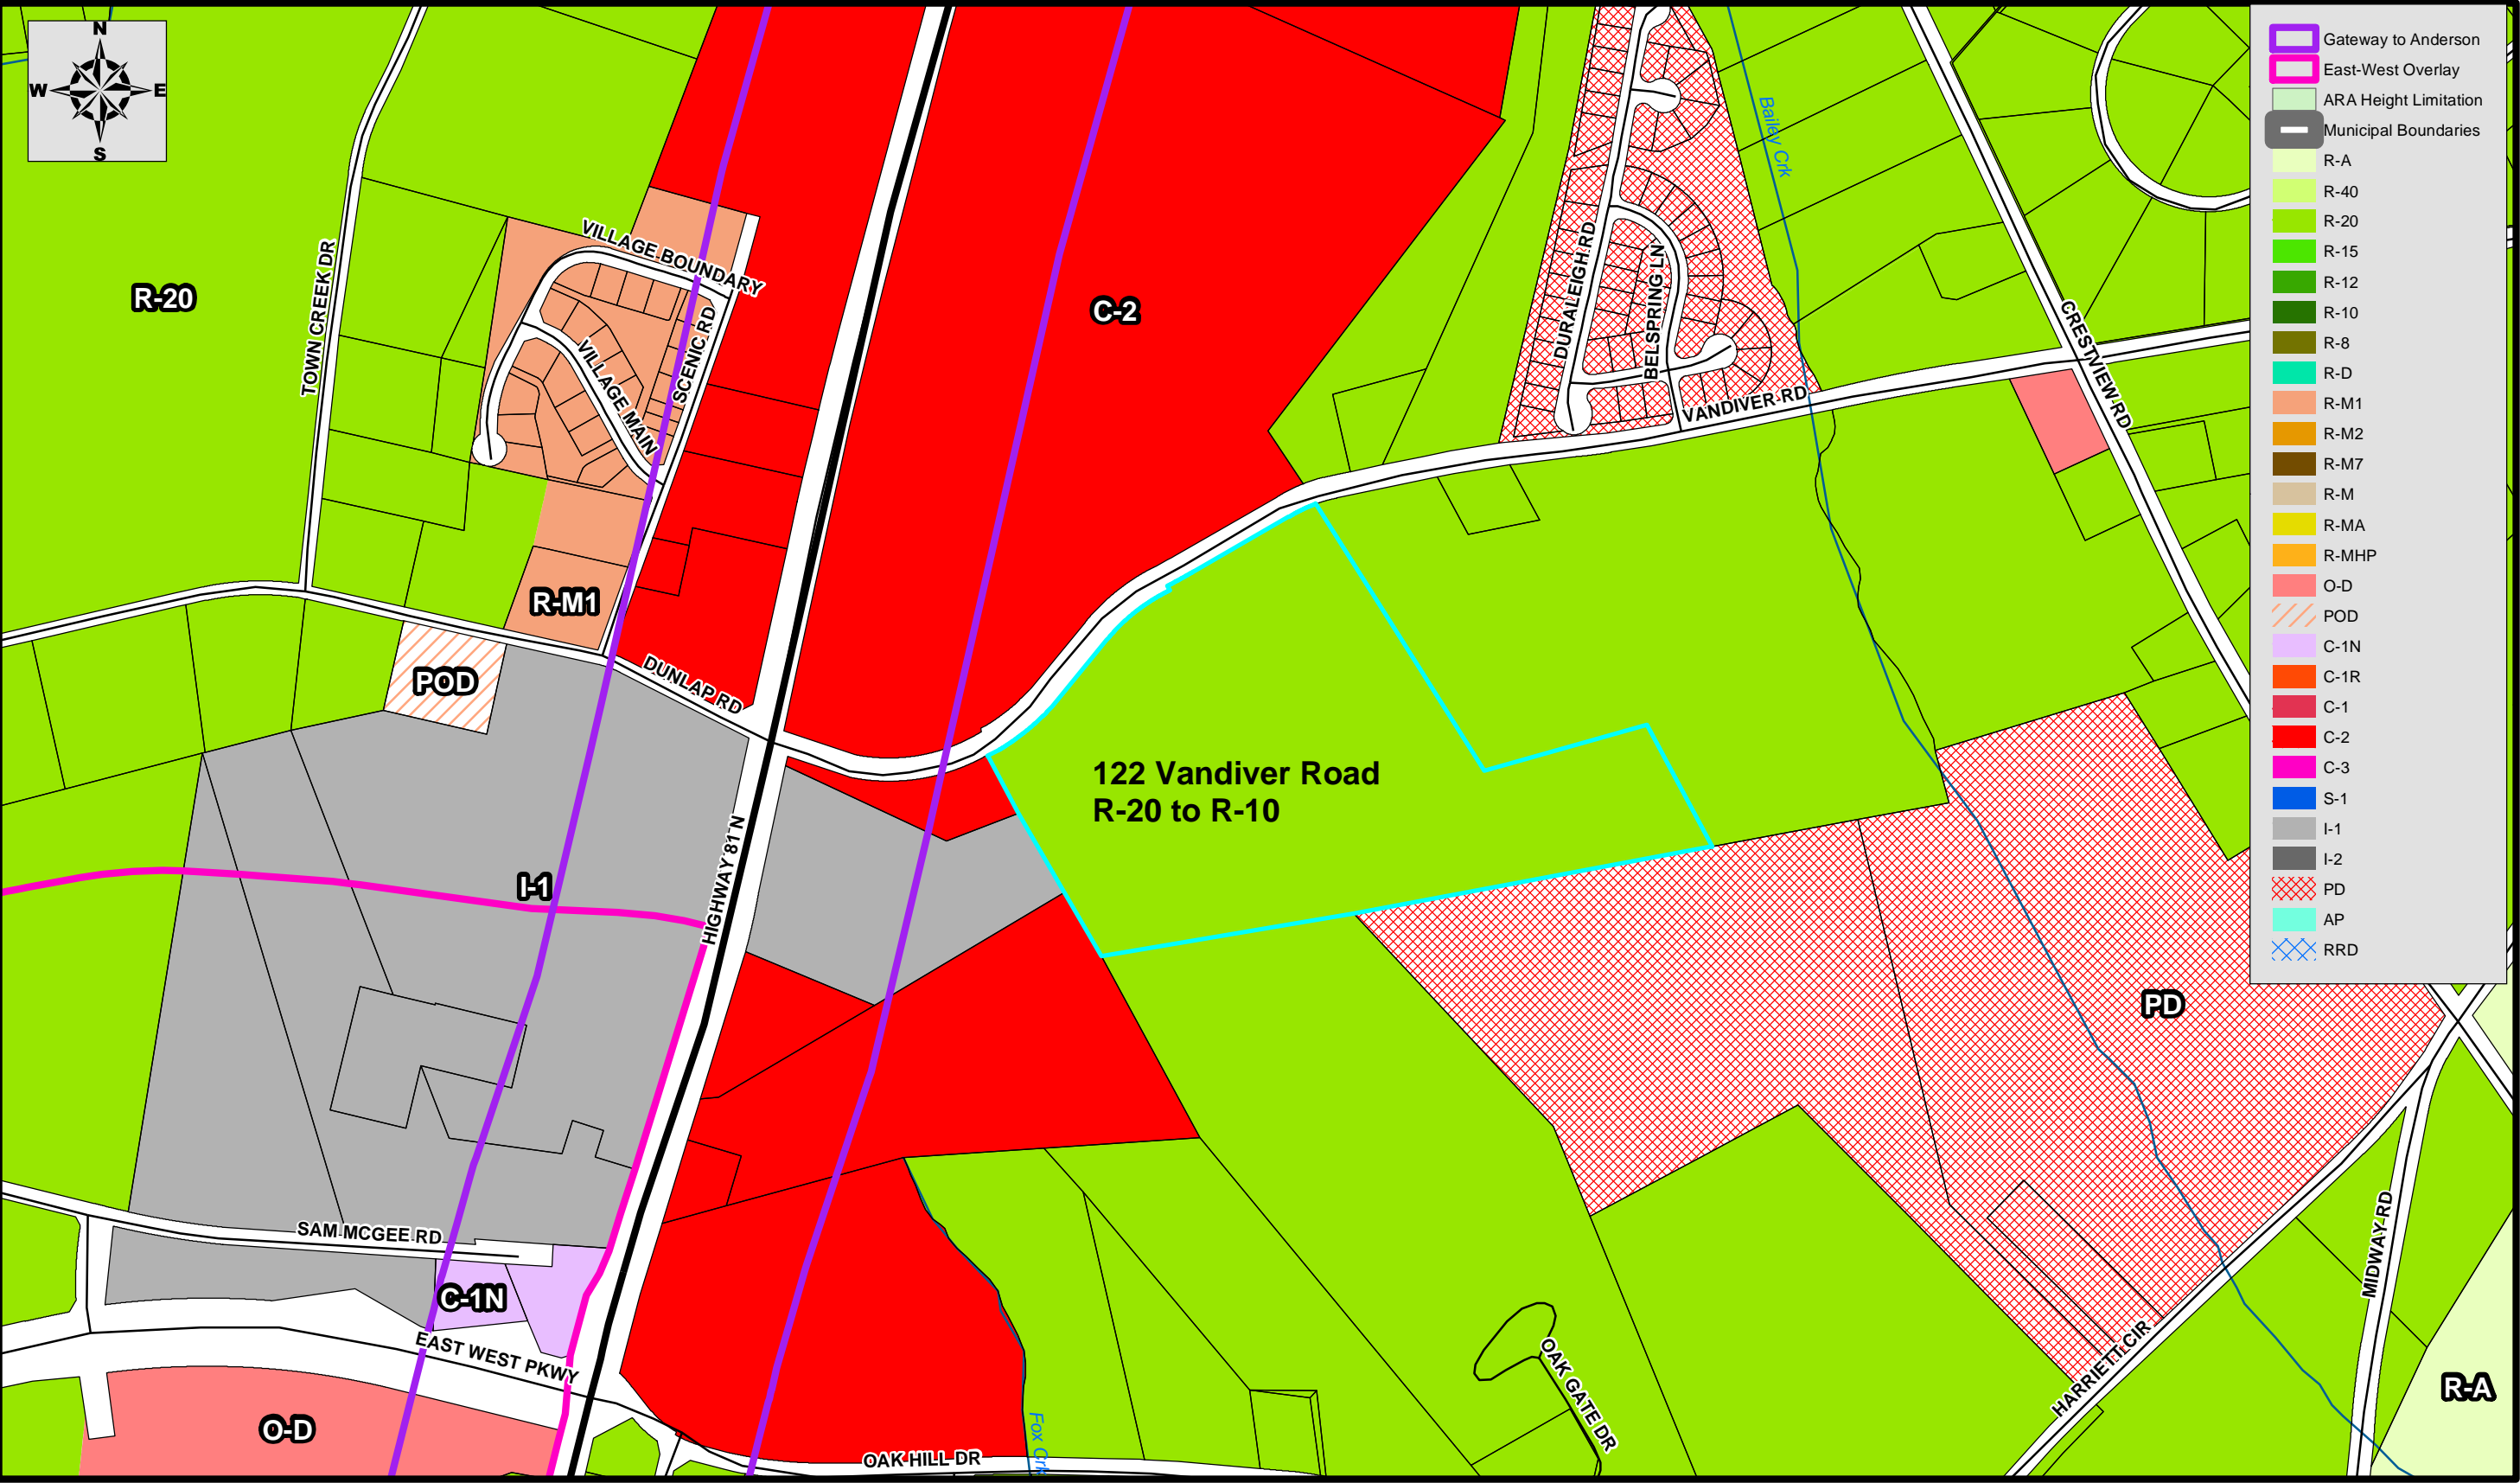 N
W E
S
R-20
TOWN CREEK DR
VILLAGE BOUNDARY
SCENIC RD
VILLAGE MAIN
R-M1
POD
DUNLAP RD
C-2
DURALEIGH RD
BELSPRING LN
VANDIVER RD
Bailey Crk
CRESTVIEW RD
122 Vandiver Road
R-20 to R-10
I-1
HIGHWAY 81 N
PD
SAM MCGEE RD
C-1N
EAST WEST PKWY
O-D
OAK HILL DR
Fox Crk
OAK GATE DR
HARRIETT CIR
MIDWAY RD
R-A
Gateway to Anderson
East-West Overlay
ARA Height Limitation
Municipal Boundaries
R-A
R-40
R-20
R-15
R-12
R-10
R-8
R-D
R-M1
R-M2
R-M7
R-M
R-MA
R-MHP
O-D
POD
C-1N
C-1R
C-1
C-2
C-3
S-1
I-1
I-2
PD
AP
RRD